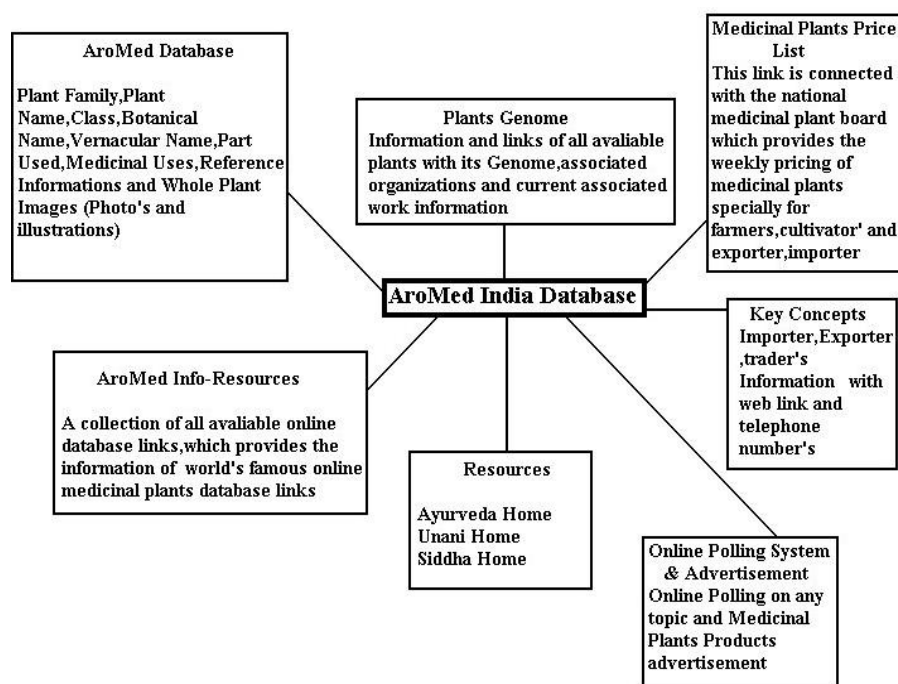 AroMed Database
Plant Family,Plant
Name,Class,Botanical
Name,Vernacular Name,Part
Used,Medicinal Uses,Reference
Informations and Whole Plant
Images (Photo's and
illustrations)
Plants Genome
Information and links of all avaliable
plants with its Genome,associated
organizations and current associated
work information
Medicinal Plants Price
List
This link is connected
with the national
medicinal plant board
which provides the
weekly pricing of
medicinal plants
specially for
farmers,cultivator' and
exporter,importer
AroMed India Database
Key Concepts
Importer,Exporter
,trader's
Information with
web link and
telephone
number's
AroMed Info-Resources
A collection of all avaliable online
database links,which provides the
information of world's famous online
medicinal plants database links
Resources
Ayurveda Home
Unani Home
Siddha Home
Online Polling System
& Advertisement
Online Polling on any
topic and Medicinal
Plants Products
advertisement